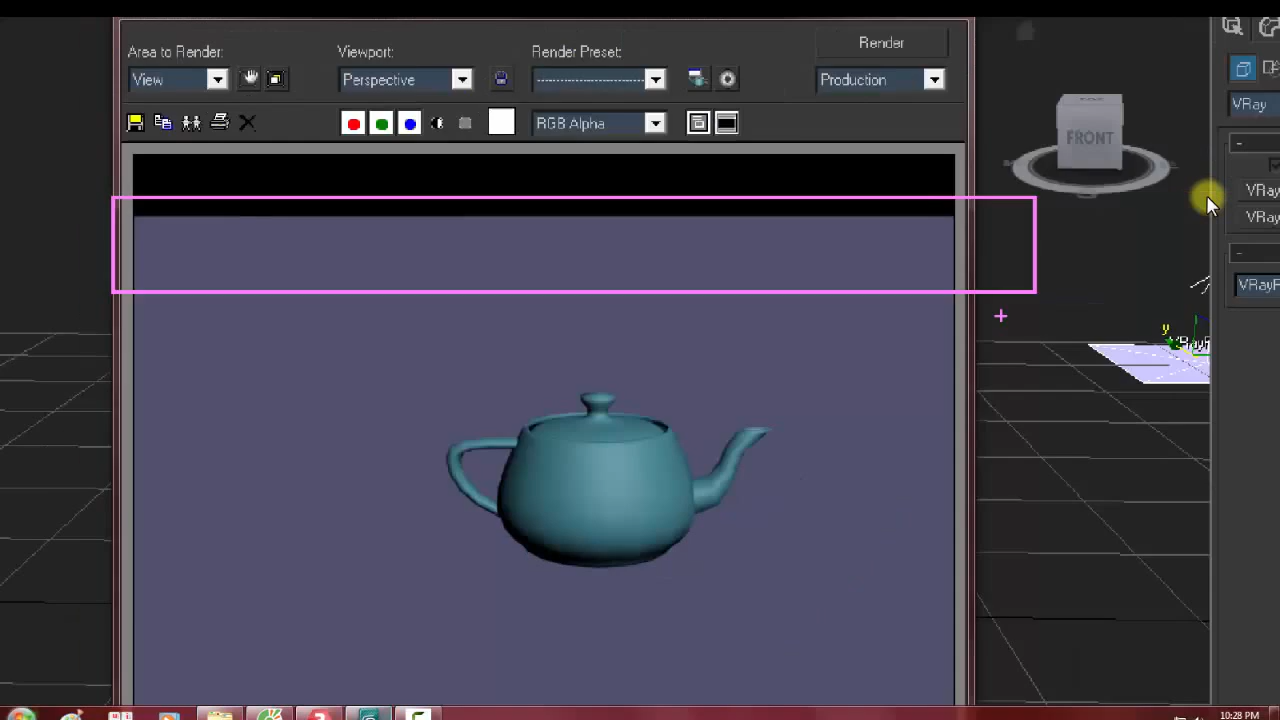 Area to Render:
Viewport:
Render Preset:
Render
View
Perspective
Production
RGB Alpha
VRay
FRONT
VRay
VRay
VRayF
y
10:28 PM